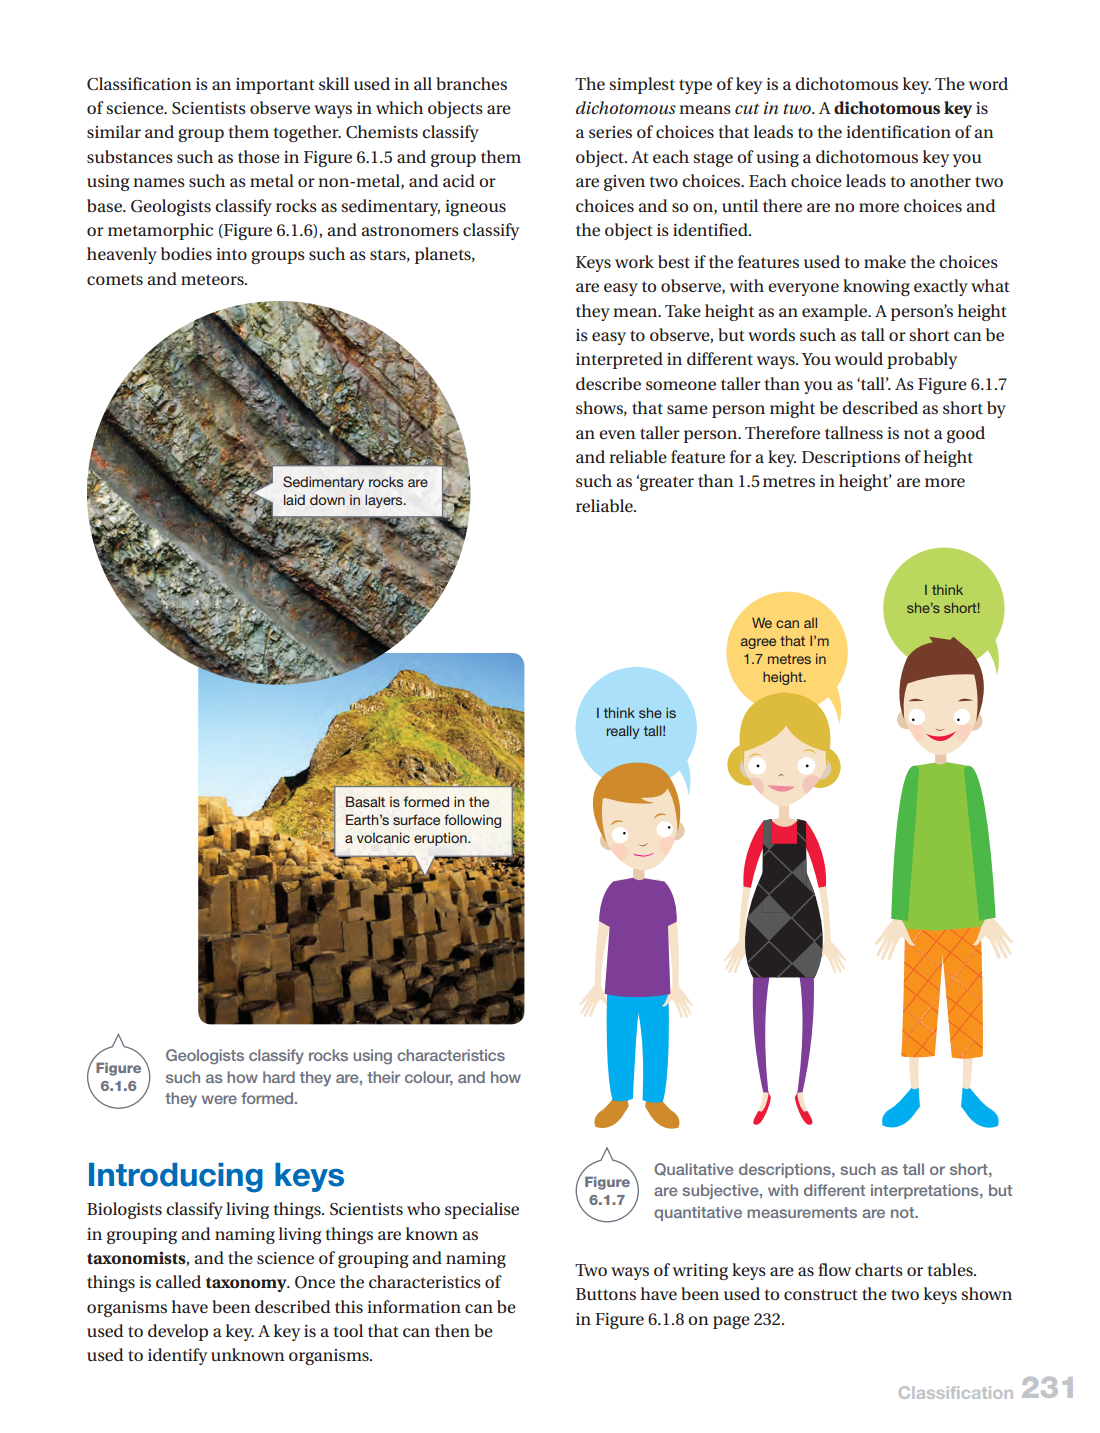 Classification is an important skill used in all branches
of science. Scientists observe ways in which objects are
similar and group them together. Chemists classify
substances such as those in Figure 6.1.5 and group them
using names such as metal or non-metal, and acid or
base. Geologists classify rocks as sedimentary, igneous
or metamorphic (Figure 6.1.6), and astronomers classify
heavenly bodies into groups such as stars, planets,
comets and meteors.
Sedimentary rocks are
laid down in layers.
Basalt is formed in the
Earth's surface following
a volcanic eruption.
Figure
6.1.6
Geologists classify rocks using characteristics
such as how hard they are, their colour, and how
they were formed.
Introducing keys
Biologists classify living things. Scientists who specialise
in grouping and naming living things are known as
taxonomists, and the science of grouping and naming
things is called taxonomy. Once the characteristics of
organisms have been described this information can be
used to develop a key. A key is a tool that can then be
used to identify unknown organisms.
The simplest type of key is a dichotomous key. The word
dichotomous means cut in two. A dichotomous key is
a series of choices that leads to the identification of an
object. At each stage of using a dichotomous key you
are given two choices. Each choice leads to another two
choices and so on, until there are no more choices and
the object is identified.
Keys work best if the features used to make the choices
are easy to observe, with everyone knowing exactly what
they mean. Take height as an example. A person's height
is easy to observe, but words such as tall or short can be
interpreted in different ways. You would probably
describe someone taller than you as 'tall'. As Figure 6.1.7
shows, that same person might be described as short by
an even taller person. Therefore tallness is not a good
and reliable feature for a key. Descriptions of height
such as 'greater than 1.5 metres in height' are more
reliable.
I think she is
really tall!
We can all
agree that I'm
1.7 metres in
height.
I think
she's short!
Figure
6.1.7
Qualitative descriptions, such as tall or short,
are subjective, with different interpretations, but
quantitative measurements are not.
Two ways of writing keys are as flow charts or tables.
Buttons have been used to construct the two keys shown
in Figure 6.1.8 on page 232.
Classification 231